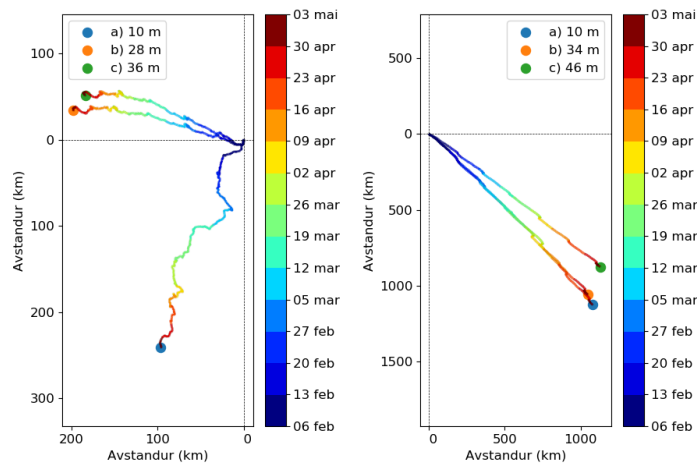 a) 10 m
b) 28 m
c) 36 m
100
0
100
200
300
Avstandur (km)
200
100
0
Avstandur (km)
03 mai
30 apr
23 apr
16 apr
09 apr
02 apr
26 mar
19 mar
12 mar
05 mar
27 feb
20 feb
13 feb
06 feb
a) 10 m
b) 34 m
c) 46 m
500
0
500
1000
1500
Avstandur (km)
0
500
1000
Avstandur (km)
03 mai
30 apr
23 apr
16 apr
09 apr
02 apr
26 mar
19 mar
12 mar
05 mar
27 feb
20 feb
13 feb
06 feb